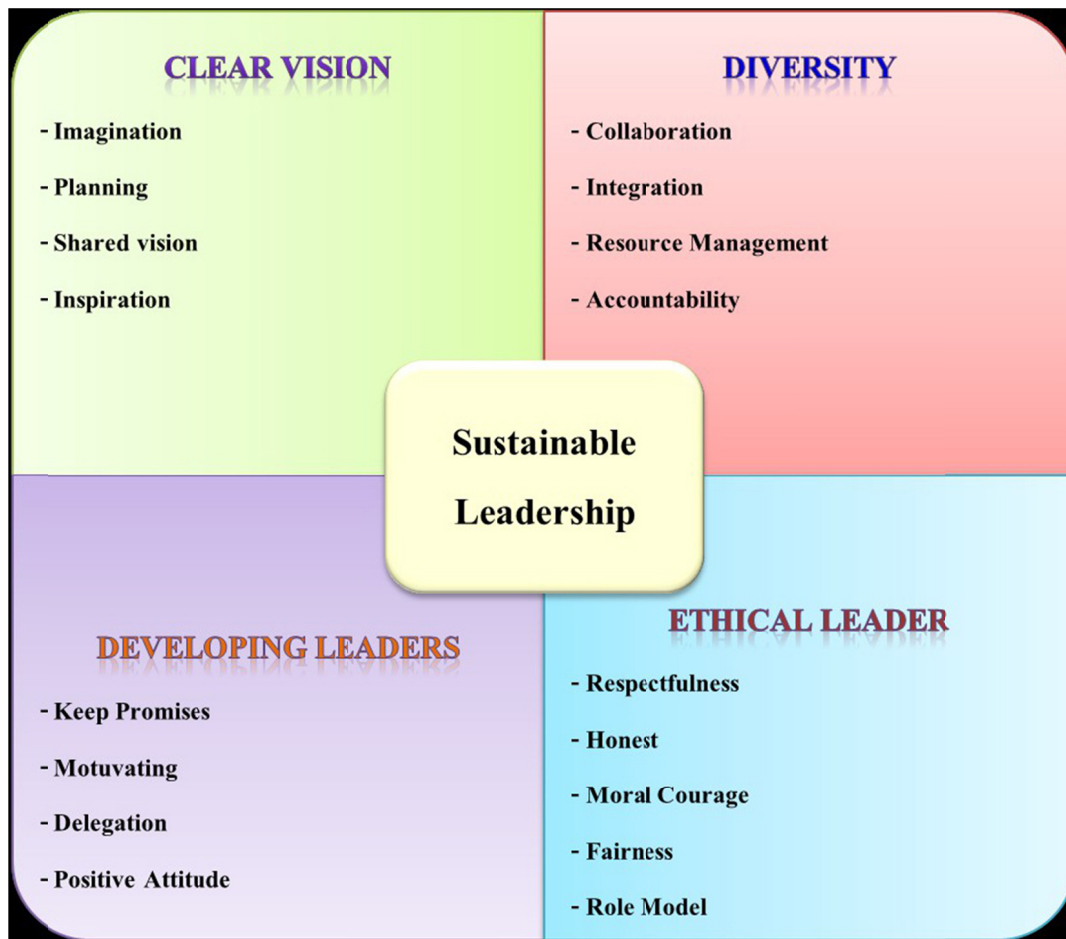 CLEAR VISION
- Imagination
- Planning
- Shared vision
- Inspiration
DIVERSITY
- Collaboration
- Integration
- Resource Management
- Accountability
Sustainable
Leadership
DEVELOPING LEADERS
- Keep Promises
- Motuvating
- Delegation
- Positive Attitude
ETHICAL LEADER
- Respectfulness
- Honest
- Moral Courage
- Fairness
- Role Model